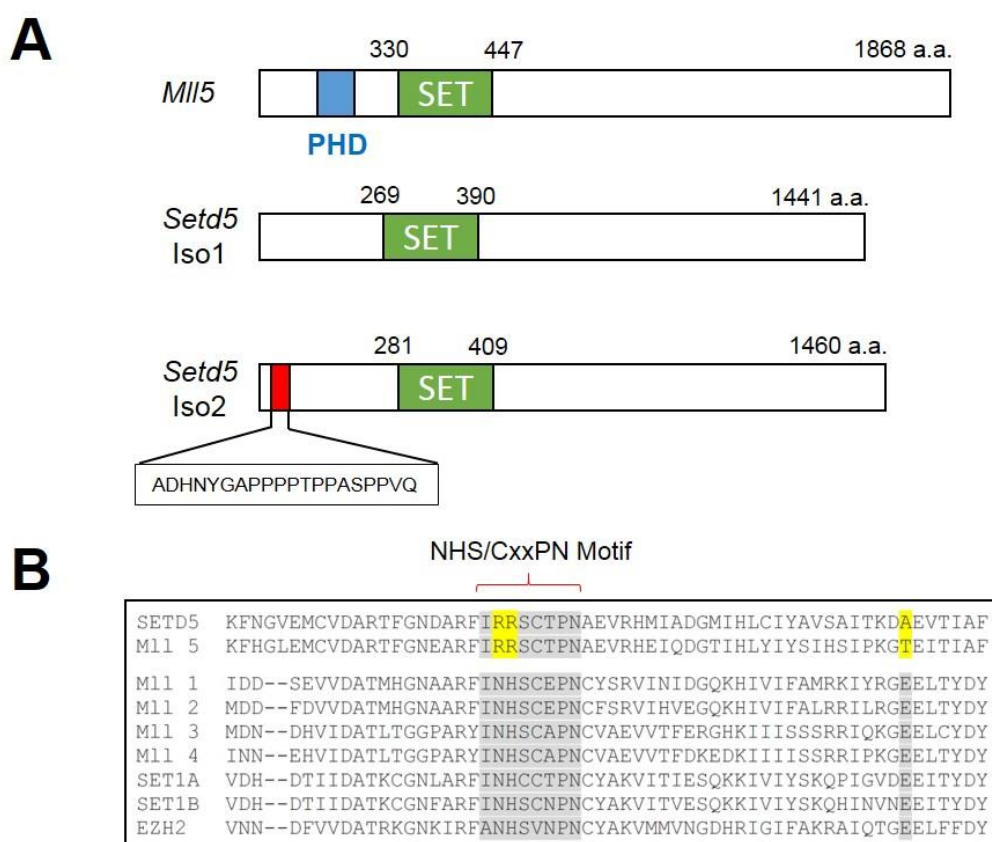 A
330 447 1868 a.a.
Mll5 SET
PHD
269 390 1441 a.a.
Setd5 SET
Iso1
281 409 1460 a.a.
Setd5 SET
Iso2
ADHNYGAPPPPTPPASPPVQ
B
NHS/CxxPN Motif
SETD5 KFNGVEMCVDARTFGNDARFIRRSCTPNAEVRHMIADGMIHLCIYAVSAITKDAEVTIAF
Mll 5 KFHGLEMCVDARTFGNEARFIRRSCTPNAEVRHEIQDGTIHLYIYSIHSIPKGTEITIAF
Mll 1 IDD--SEVVDATMHGNAARFINHSCEPNCYSRVINIDGQKHIVIFAMRKIYRGEELTYDY
Mll 2 MDD--FDVVDATMHGNAARFINHSCEPNCFSRVIHVEGQKHIVIFALRRILRGEELTYDY
Mll 3 MDN--DHVIDATLTGGPARYINHSCAPNCVAEVVTFERGHKIIISSSRRIQKGEELCYDY
Mll 4 INN--EHVIDATLTGGPARYINHSCAPNCVAEVVTFDKEDKIIIISSRRIPKGEELTYDY
SET1A VDH--DTIIDATKCGNLARFINHCCTPNCYAKVITIESQKKIVIYSKQPIGVDEEITYDY
SET1B VDH--DTIIDATKCGNFARFINHSCNPNCYAKVITVESQKKIVIYSKQHINVNEEITYDY
EZH2 VNN--DFVVDATRKGNKIRFANHSVNPNCYAKVMMVNGDHRIGIFAKRAIQTGEELFFDY